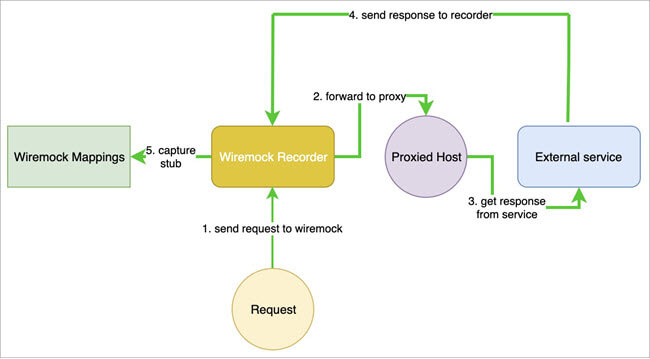 4. send response to recorder
2. forward to proxy
Wiremock Mappings
5. capture
stub
Wiremock Recorder
Proxied Host
External service
3. get response
from service
1. send request to wiremock
Request